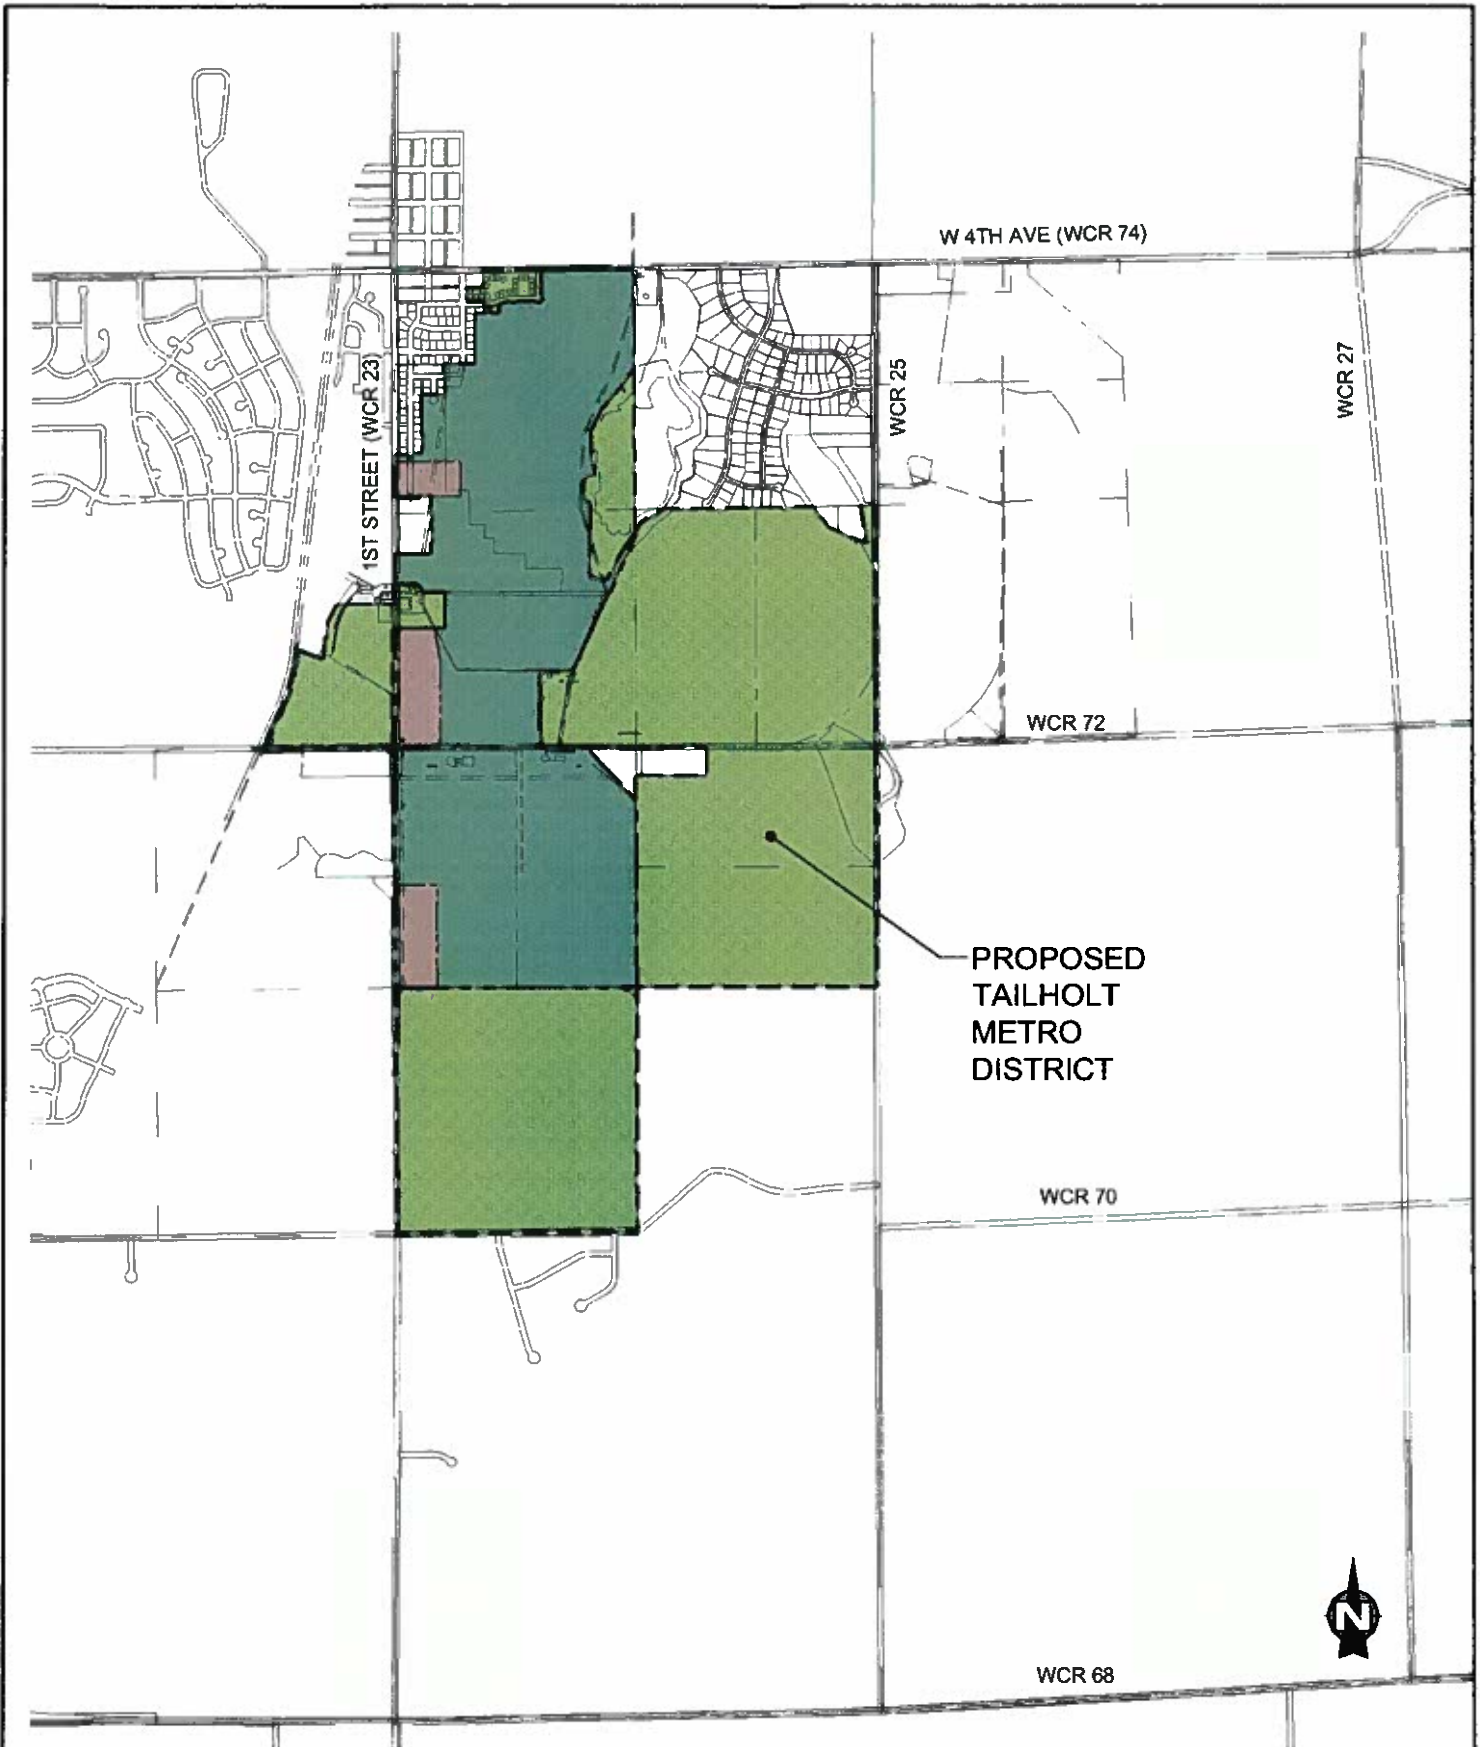 W 4TH AVE (WCR 74)
1ST STREET (WCR 23)
WCR 25
WCR 27
WCR 72
PROPOSED
TAILHOLT
METRO
DISTRICT
WCR 70
N
WCR 68